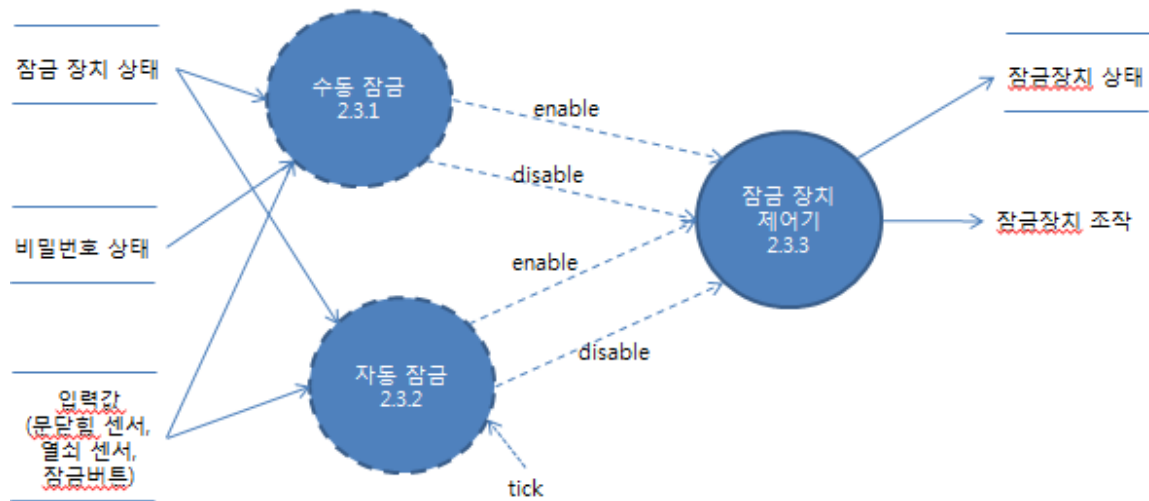 잠금 장치 상태
비밀번호 상태
입력값
(문닫힘 센서,
열쇠 센서,
잠금버튼)
수동 잠금
2.3.1
자동 잠금
2.3.2
enable
disable
enable
disable
tick
잠금 장치
제어기
2.3.3
잠금장치 상태
잠금장치 조작